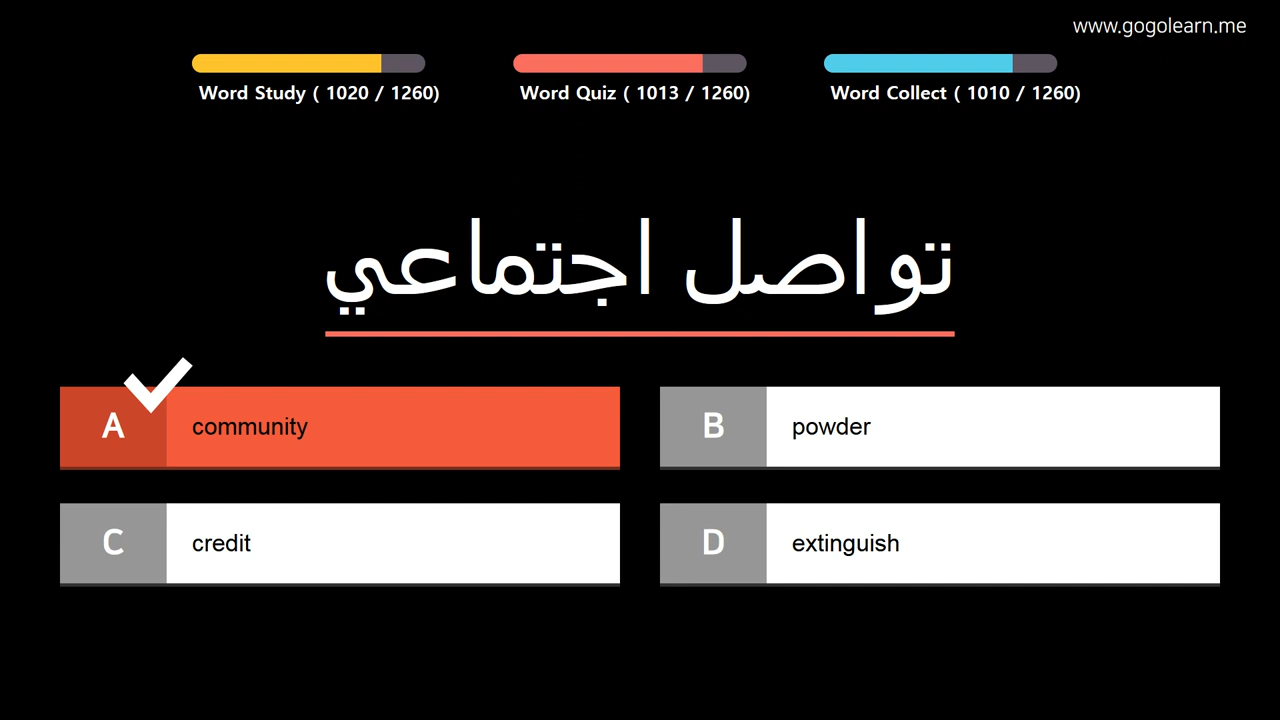 www.gogolearn.me
Word Study ( 1020 / 1260)
Word Quiz ( 1013 / 1260)
Word Collect ( 1010 / 1260)
تواصل اجتماعي
A community
B powder
C credit
D extinguish